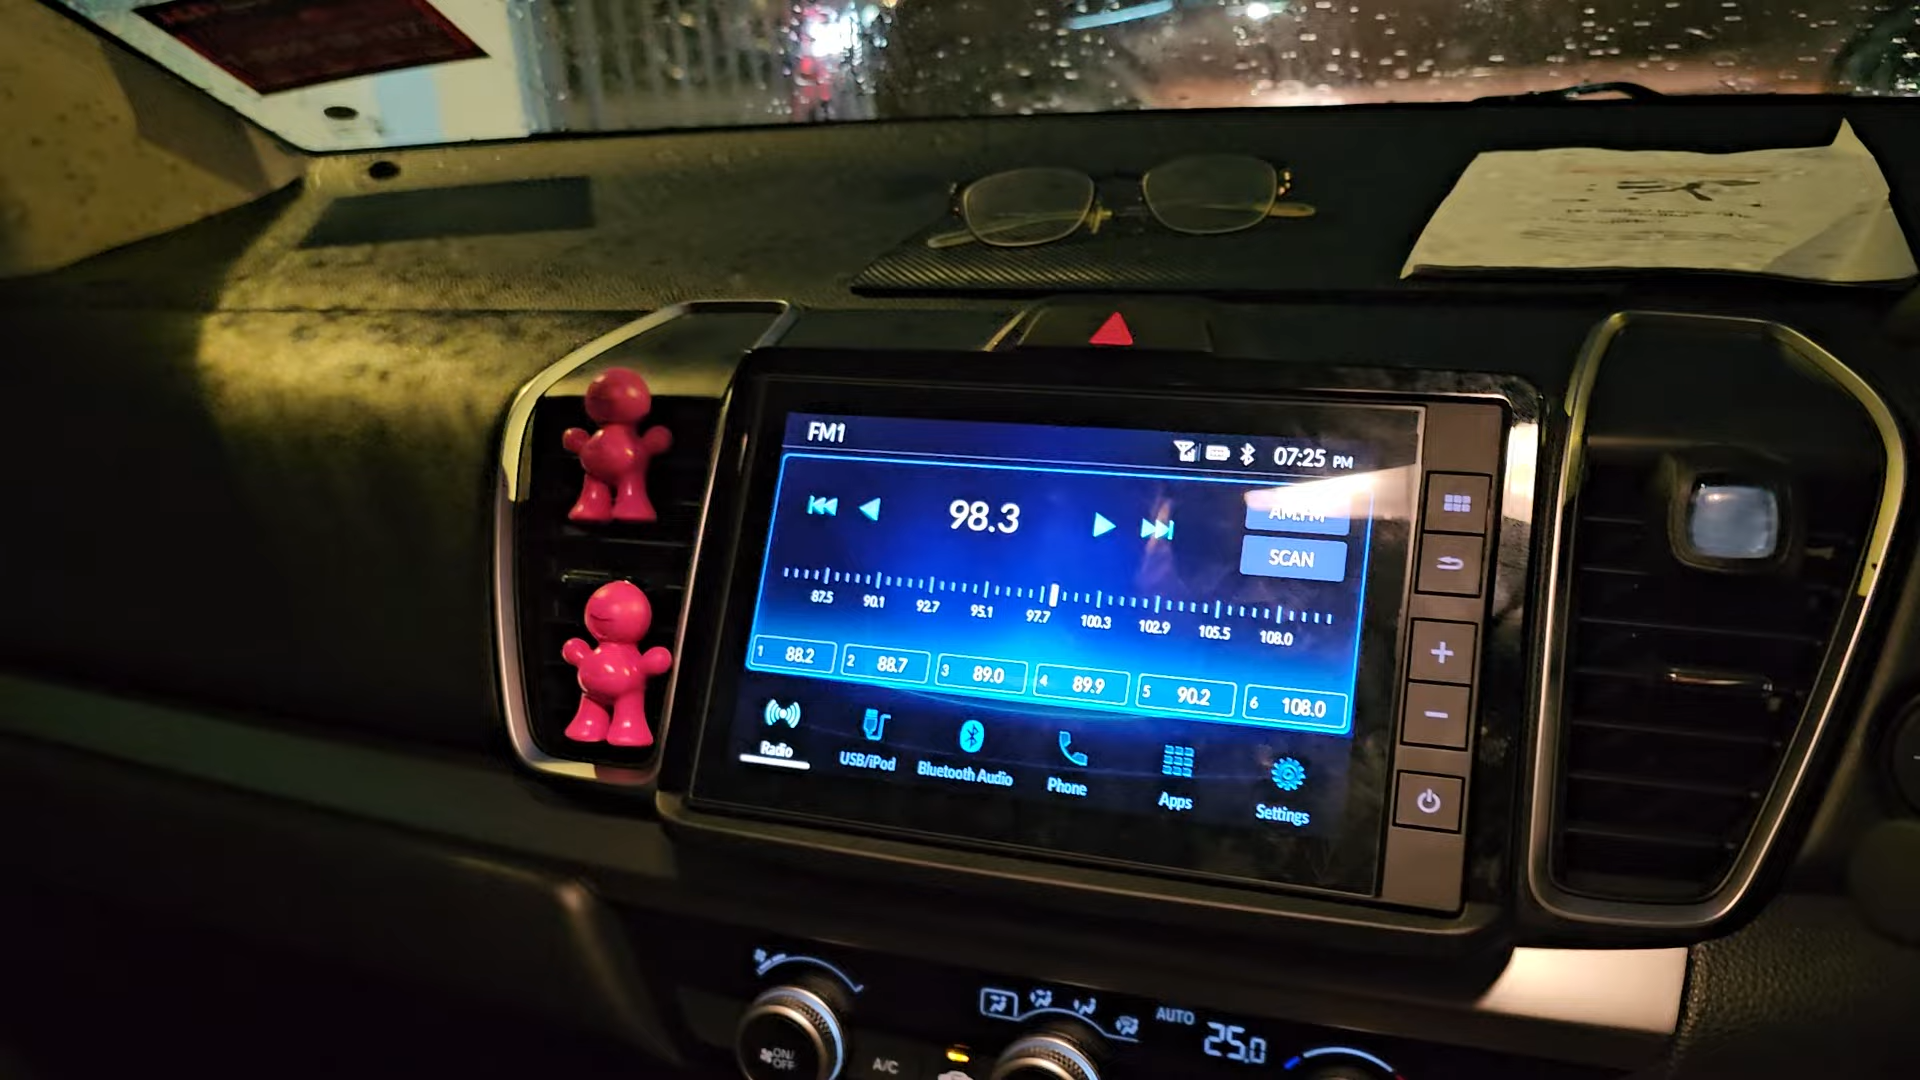 FM1
07:25 PM
98.3
AM/FM
SCAN
87.5 90.1 92.7 95.1 97.7 100.3 102.9 105.5 108.0
1 88.2 2 88.7 3 89.0 4 89.9 5 90.2 6 108.0
Radio USB/iPod Bluetooth Audio Phone Apps Settings
AUTO 25.0
ON/OFF
A/C